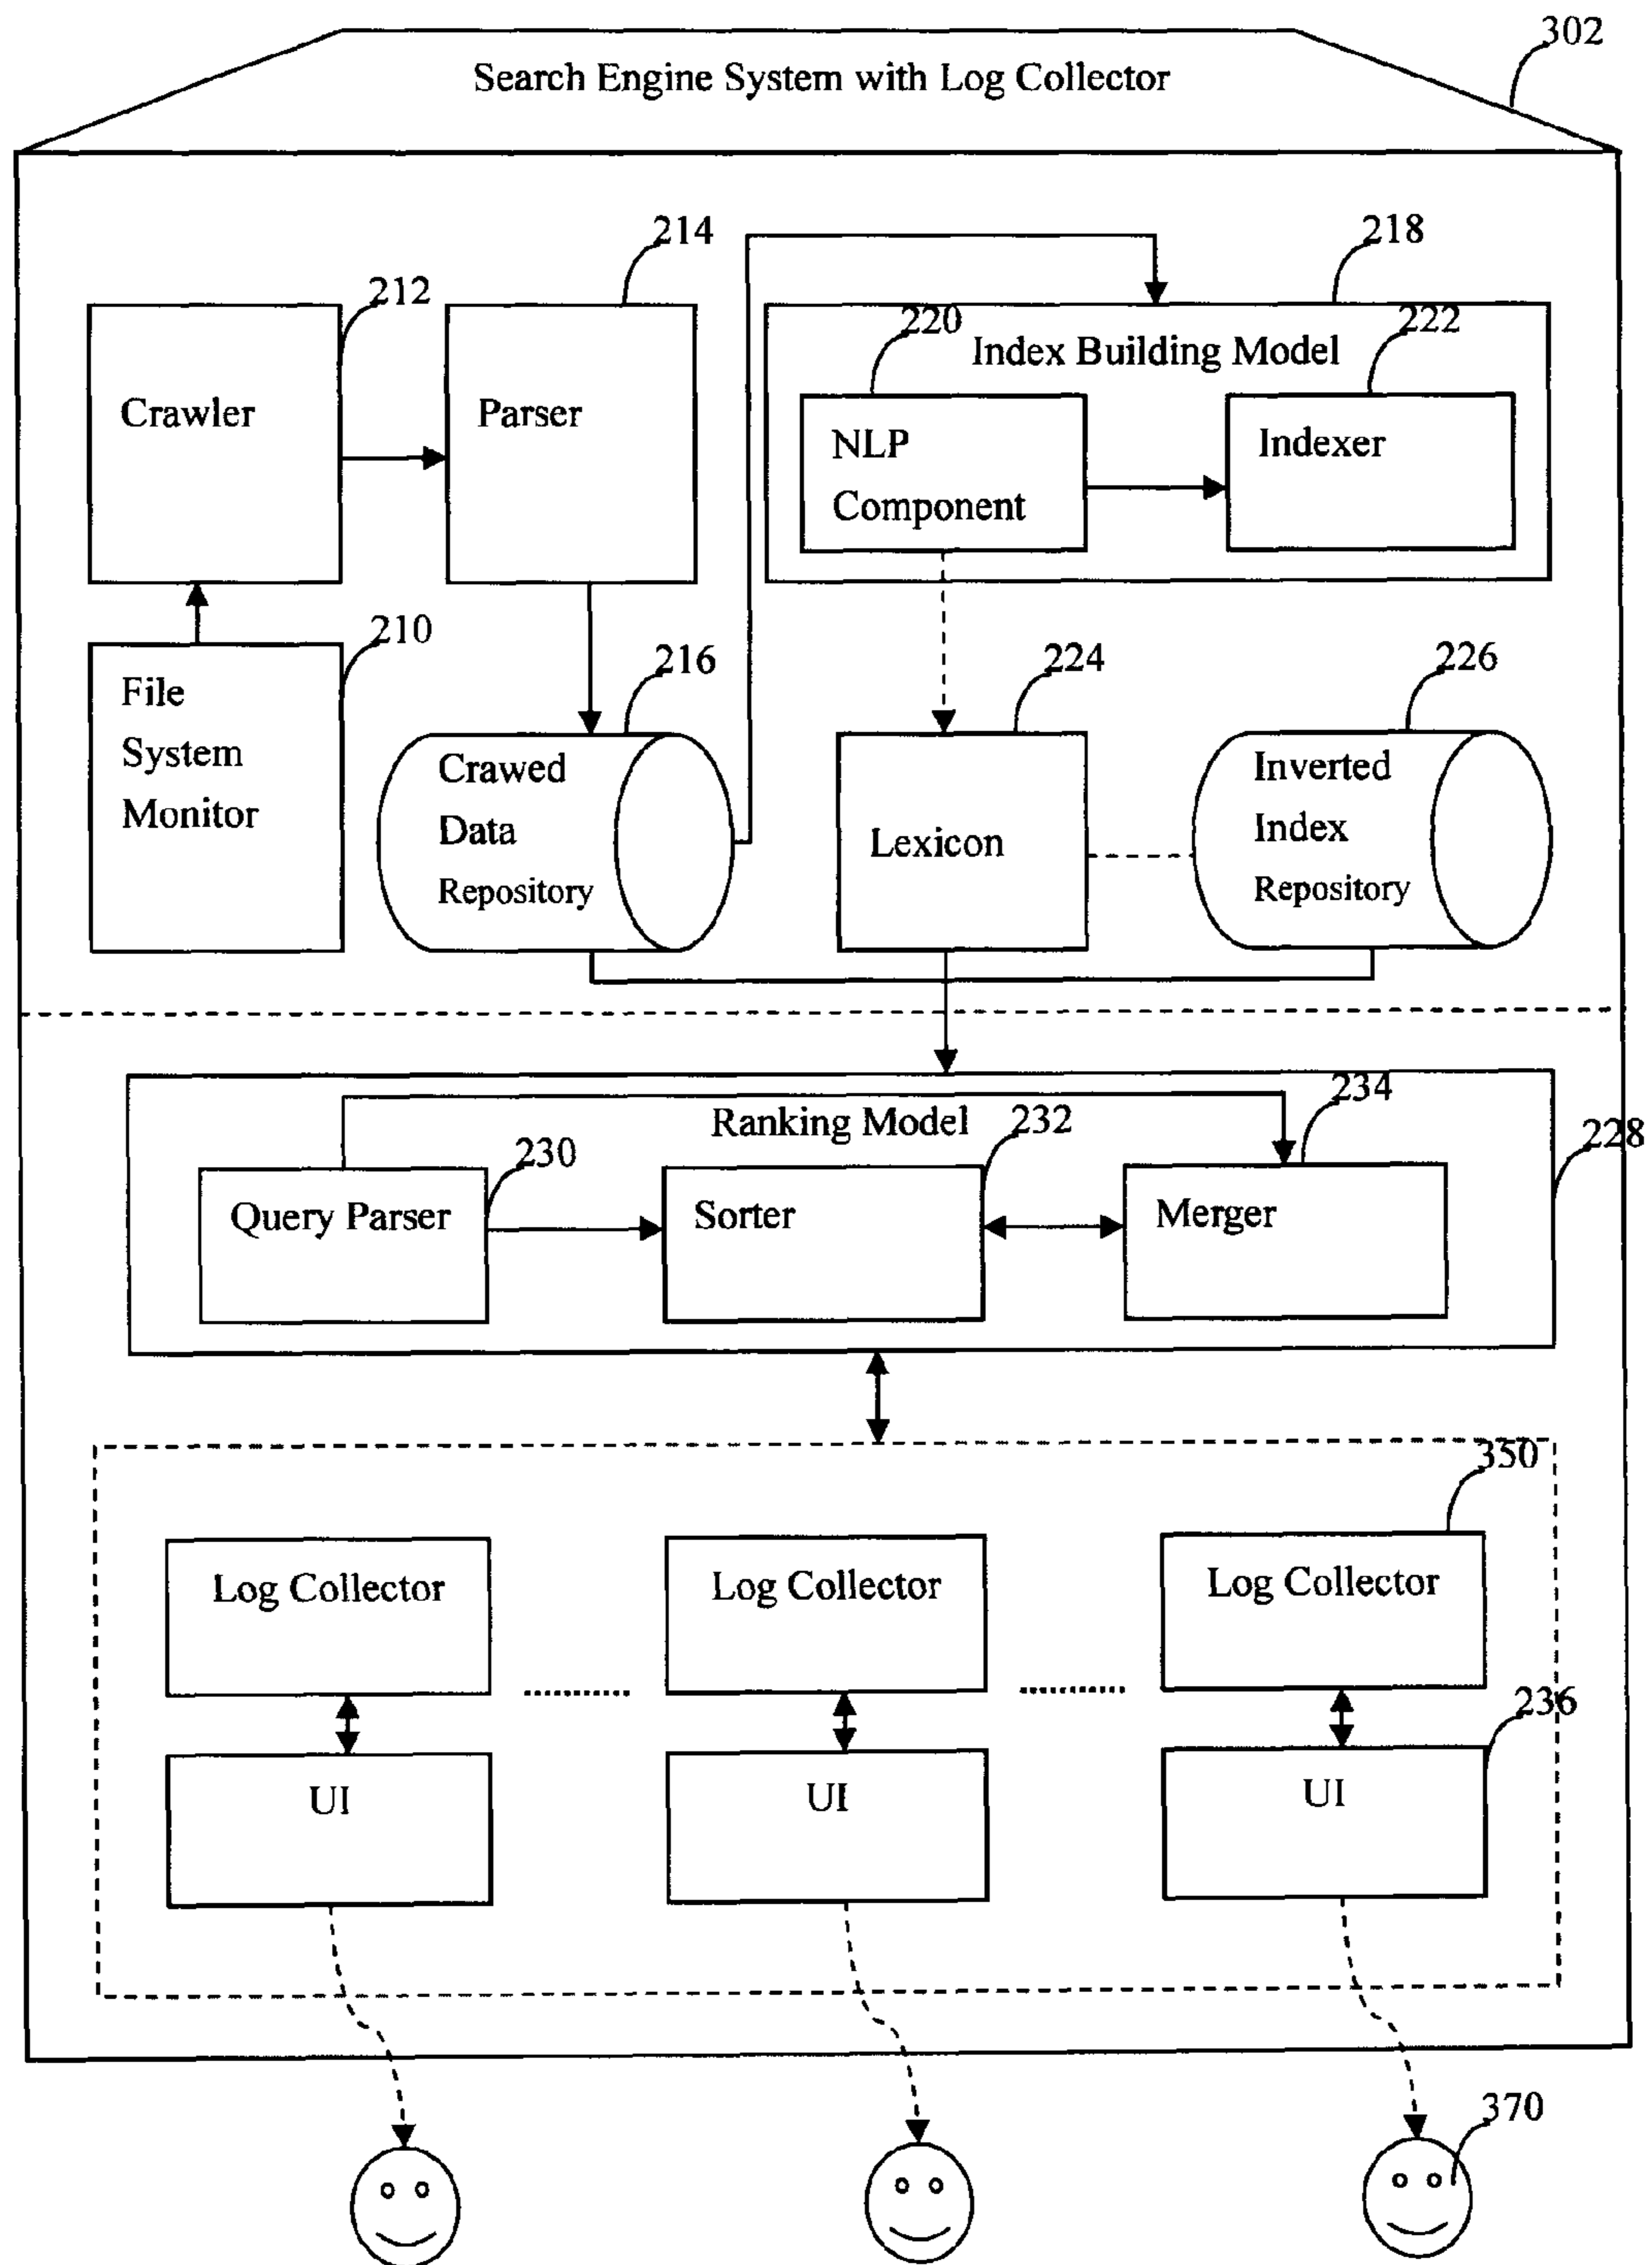 302
Search Engine System with Log Collector
214
218
212
220
222
Index Building Model
Crawler
Parser
NLP
Component
Indexer
210
216
224
226
File
System
Monitor
Crawed
Data
Repository
Lexicon
Inverted
Index
Repository
234
Ranking Model
232
228
230
Query Parser
Sorter
Merger
350
Log Collector
Log Collector
Log Collector
236
UI
UI
UI
370